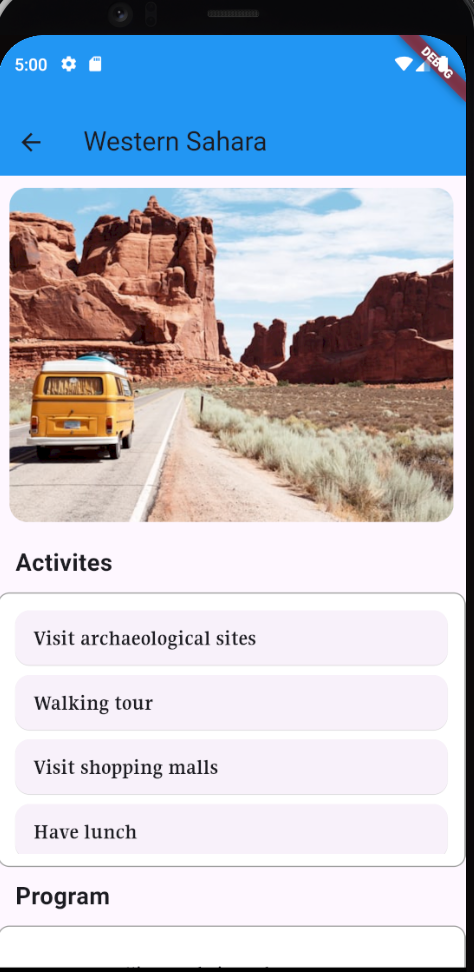 5:00
DEBUG
Western Sahara
Activites
Visit archaeological sites
Walking tour
Visit shopping malls
Have lunch
Program